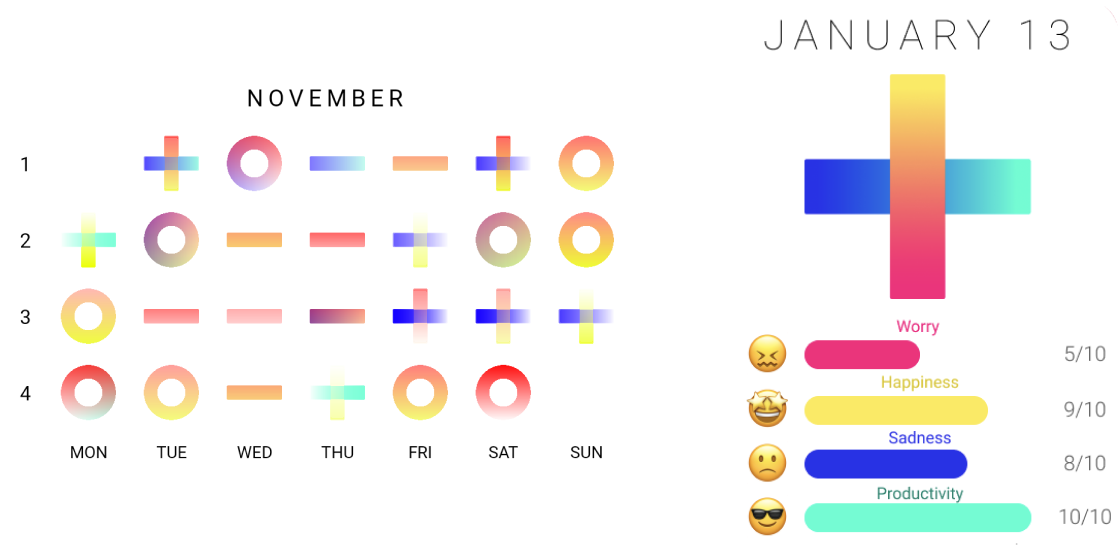 NOVEMBER
1
2
3
4
MON TUE WED THU FRI SAT SUN
JANUARY 13
Worry
5/10
Happiness
9/10
Sadness
8/10
Productivity
10/10